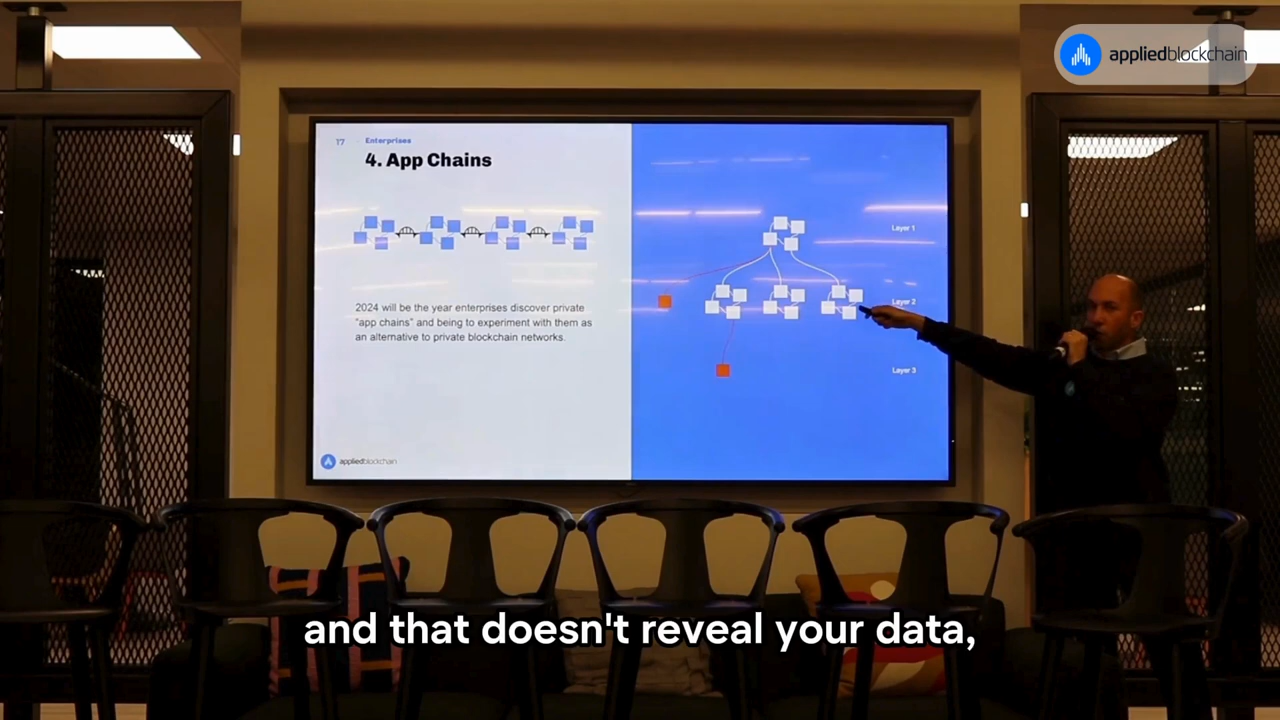 appliedblockchain
17
Enterprises
4. App Chains
2024 will be the year enterprises discover private
"app chains" and being to experiment with them as
an alternative to private blockchain networks.
appliedblockchain
Layer 1
Layer 2
Layer 3
and that doesn't reveal your data,